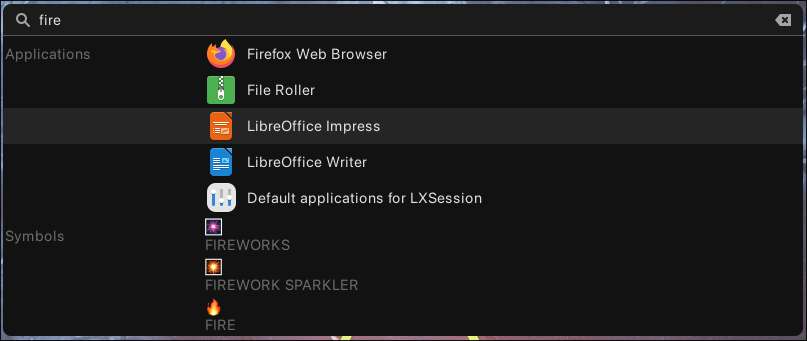 fire
Applications
Firefox Web Browser
File Roller
LibreOffice Impress
LibreOffice Writer
Default applications for LXSession
Symbols
FIREWORKS
FIREWORK SPARKLER
FIRE